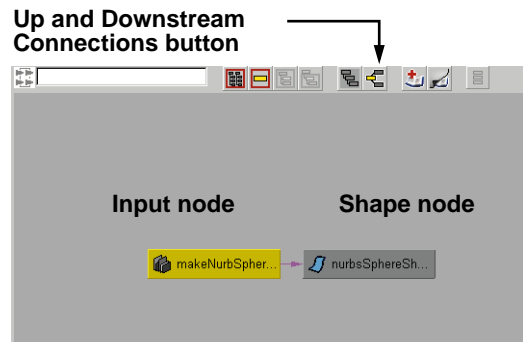 Up and Downstream
Connections button
Input node
Shape node
makeNurbSpher...
nurbsSphereSh...